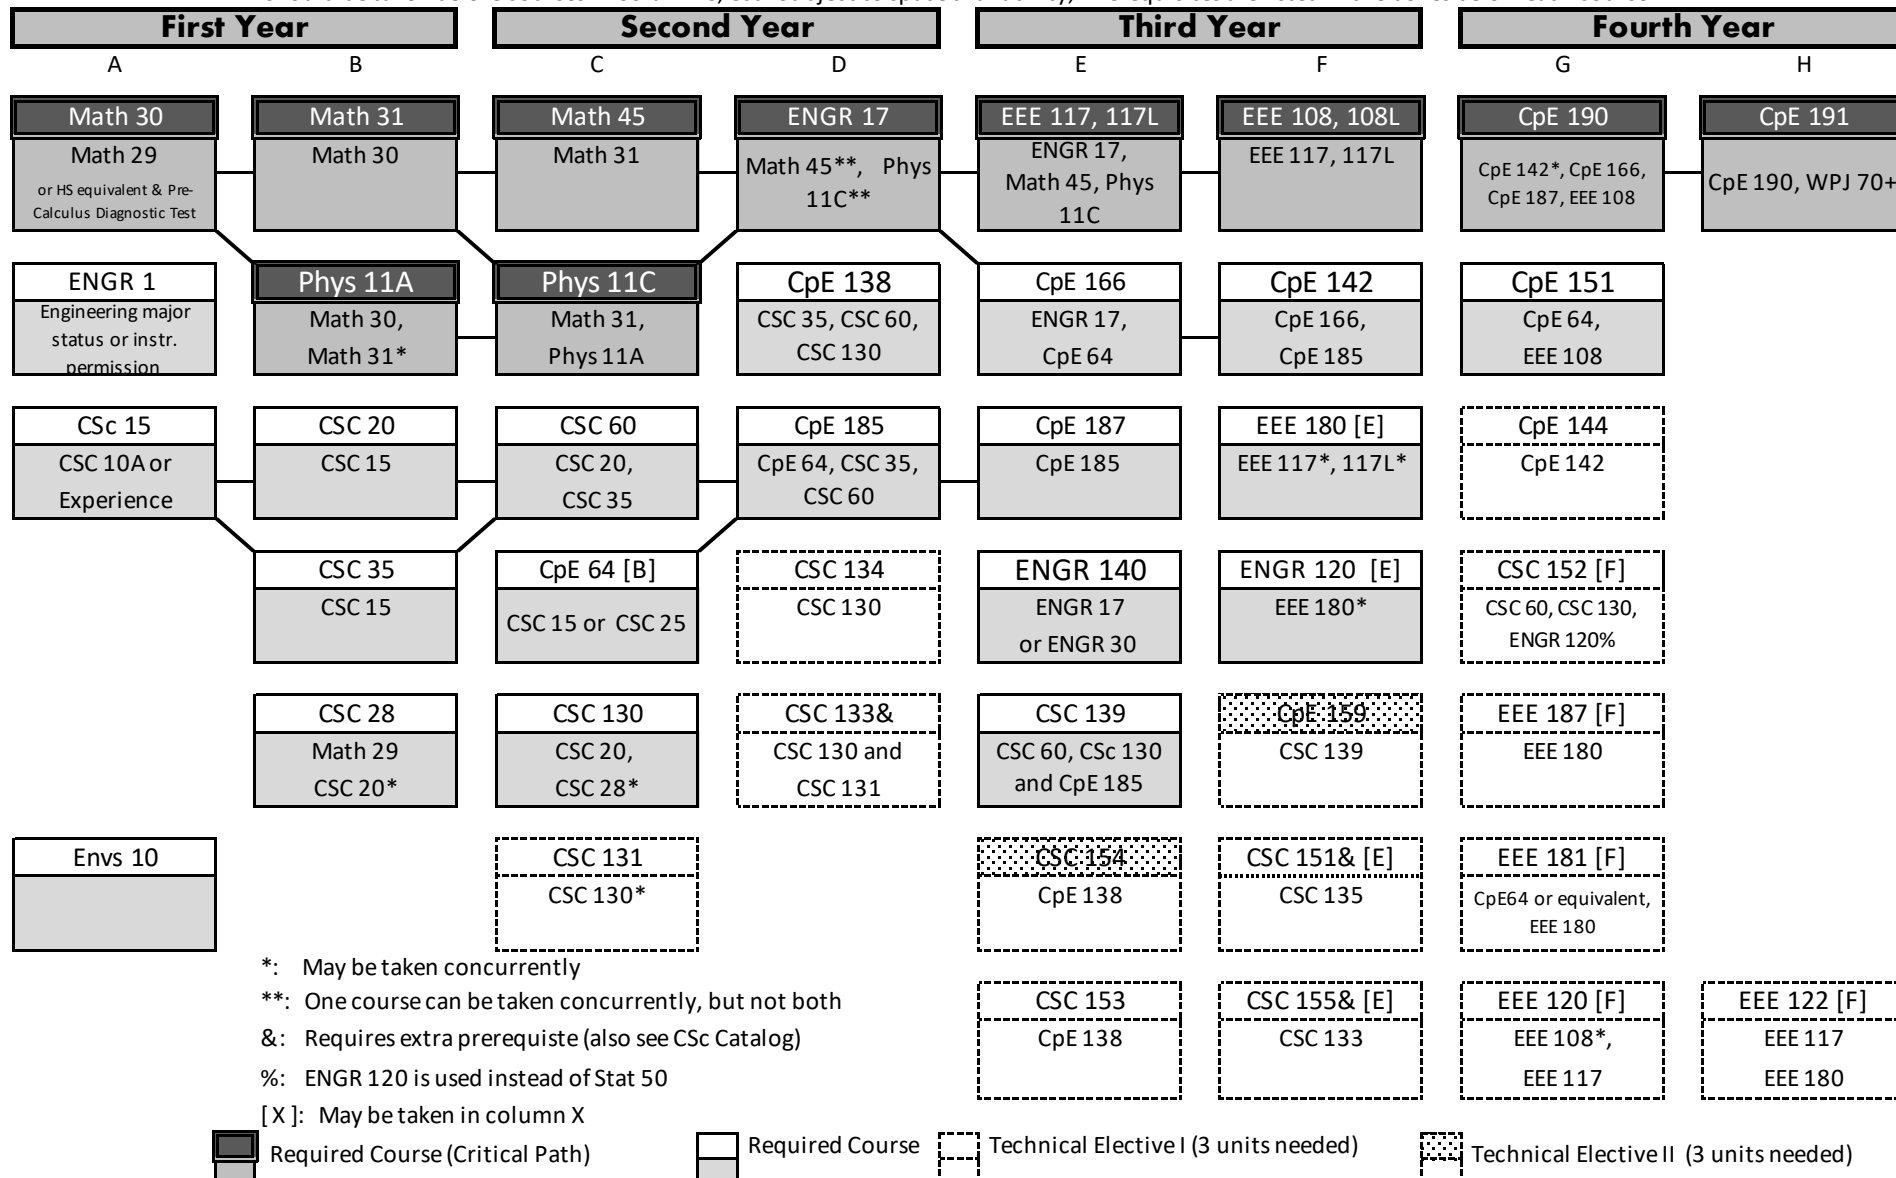 First Year Second Year Third Year Fourth Year
A B C D E F G H
Math 30
Math 29
or HS equivalent & Pre-
Calculus Diagnostic Test
Math 31
Math 30
Math 45
Math 31
ENGR 17
Math 45**, Phys
11C**
EEE 117, 117L
ENGR 17,
Math 45, Phys
11C
EEE 108, 108L
EEE 117, 117L
CpE 190
CpE 142*, CpE 166,
CpE 187, EEE 108
CpE 191
CpE 190, WPJ 70+
ENGR 1
Engineering major
status or instr.
permission
Phys 11A
Math 30,
Math 31*
Phys 11C
Math 31,
Phys 11A
CpE 138
CSC 35, CSC 60,
CSC 130
CpE 166
ENGR 17,
CpE 64
CpE 142
CpE 166,
CpE 185
CpE 151
CpE 64,
EEE 108
CSc 15
CSC 10A or
Experience
CSC 20
CSC 15
CSC 60
CSC 20,
CSC 35
CpE 185
CpE 64, CSC 35,
CSC 60
CpE 187
CpE 185
EEE 180 [E]
EEE 117*, 117L*
CpE 144
CpE 142
CSC 35
CSC 15
CpE 64 [B]
CSC 15 or CSC 25
CSC 134
CSC 130
ENGR 140
ENGR 17
or ENGR 30
ENGR 120 [E]
EEE 180*
CSC 152 [F]
CSC 60, CSC 130,
ENGR 120%
CSC 28
Math 29
CSC 20*
CSC 130
CSC 20,
CSC 28*
CSC 133&
CSC 130 and
CSC 131
CSC 139
CSC 60, CSc 130
and CpE 185
CpE 159
CSC 139
EEE 187 [F]
EEE 180
Envs 10
CSC 131
CSC 130*
CSC 154
CpE 138
CSC 151& [E]
CSC 135
EEE 181 [F]
CpE64 or equivalent,
EEE 180
CSC 153
CpE 138
CSC 155& [E]
CSC 133
EEE 120 [F]
EEE 108*,
EEE 117
EEE 122 [F]
EEE 117
EEE 180
*: May be taken concurrently
**: One course can be taken concurrently, but not both
&: Requires extra prerequiste (also see CSc Catalog)
%: ENGR 120 is used instead of Stat 50
[X]: May be taken in column X
Required Course (Critical Path)
Required Course
Technical Elective I (3 units needed)
Technical Elective II (3 units needed)